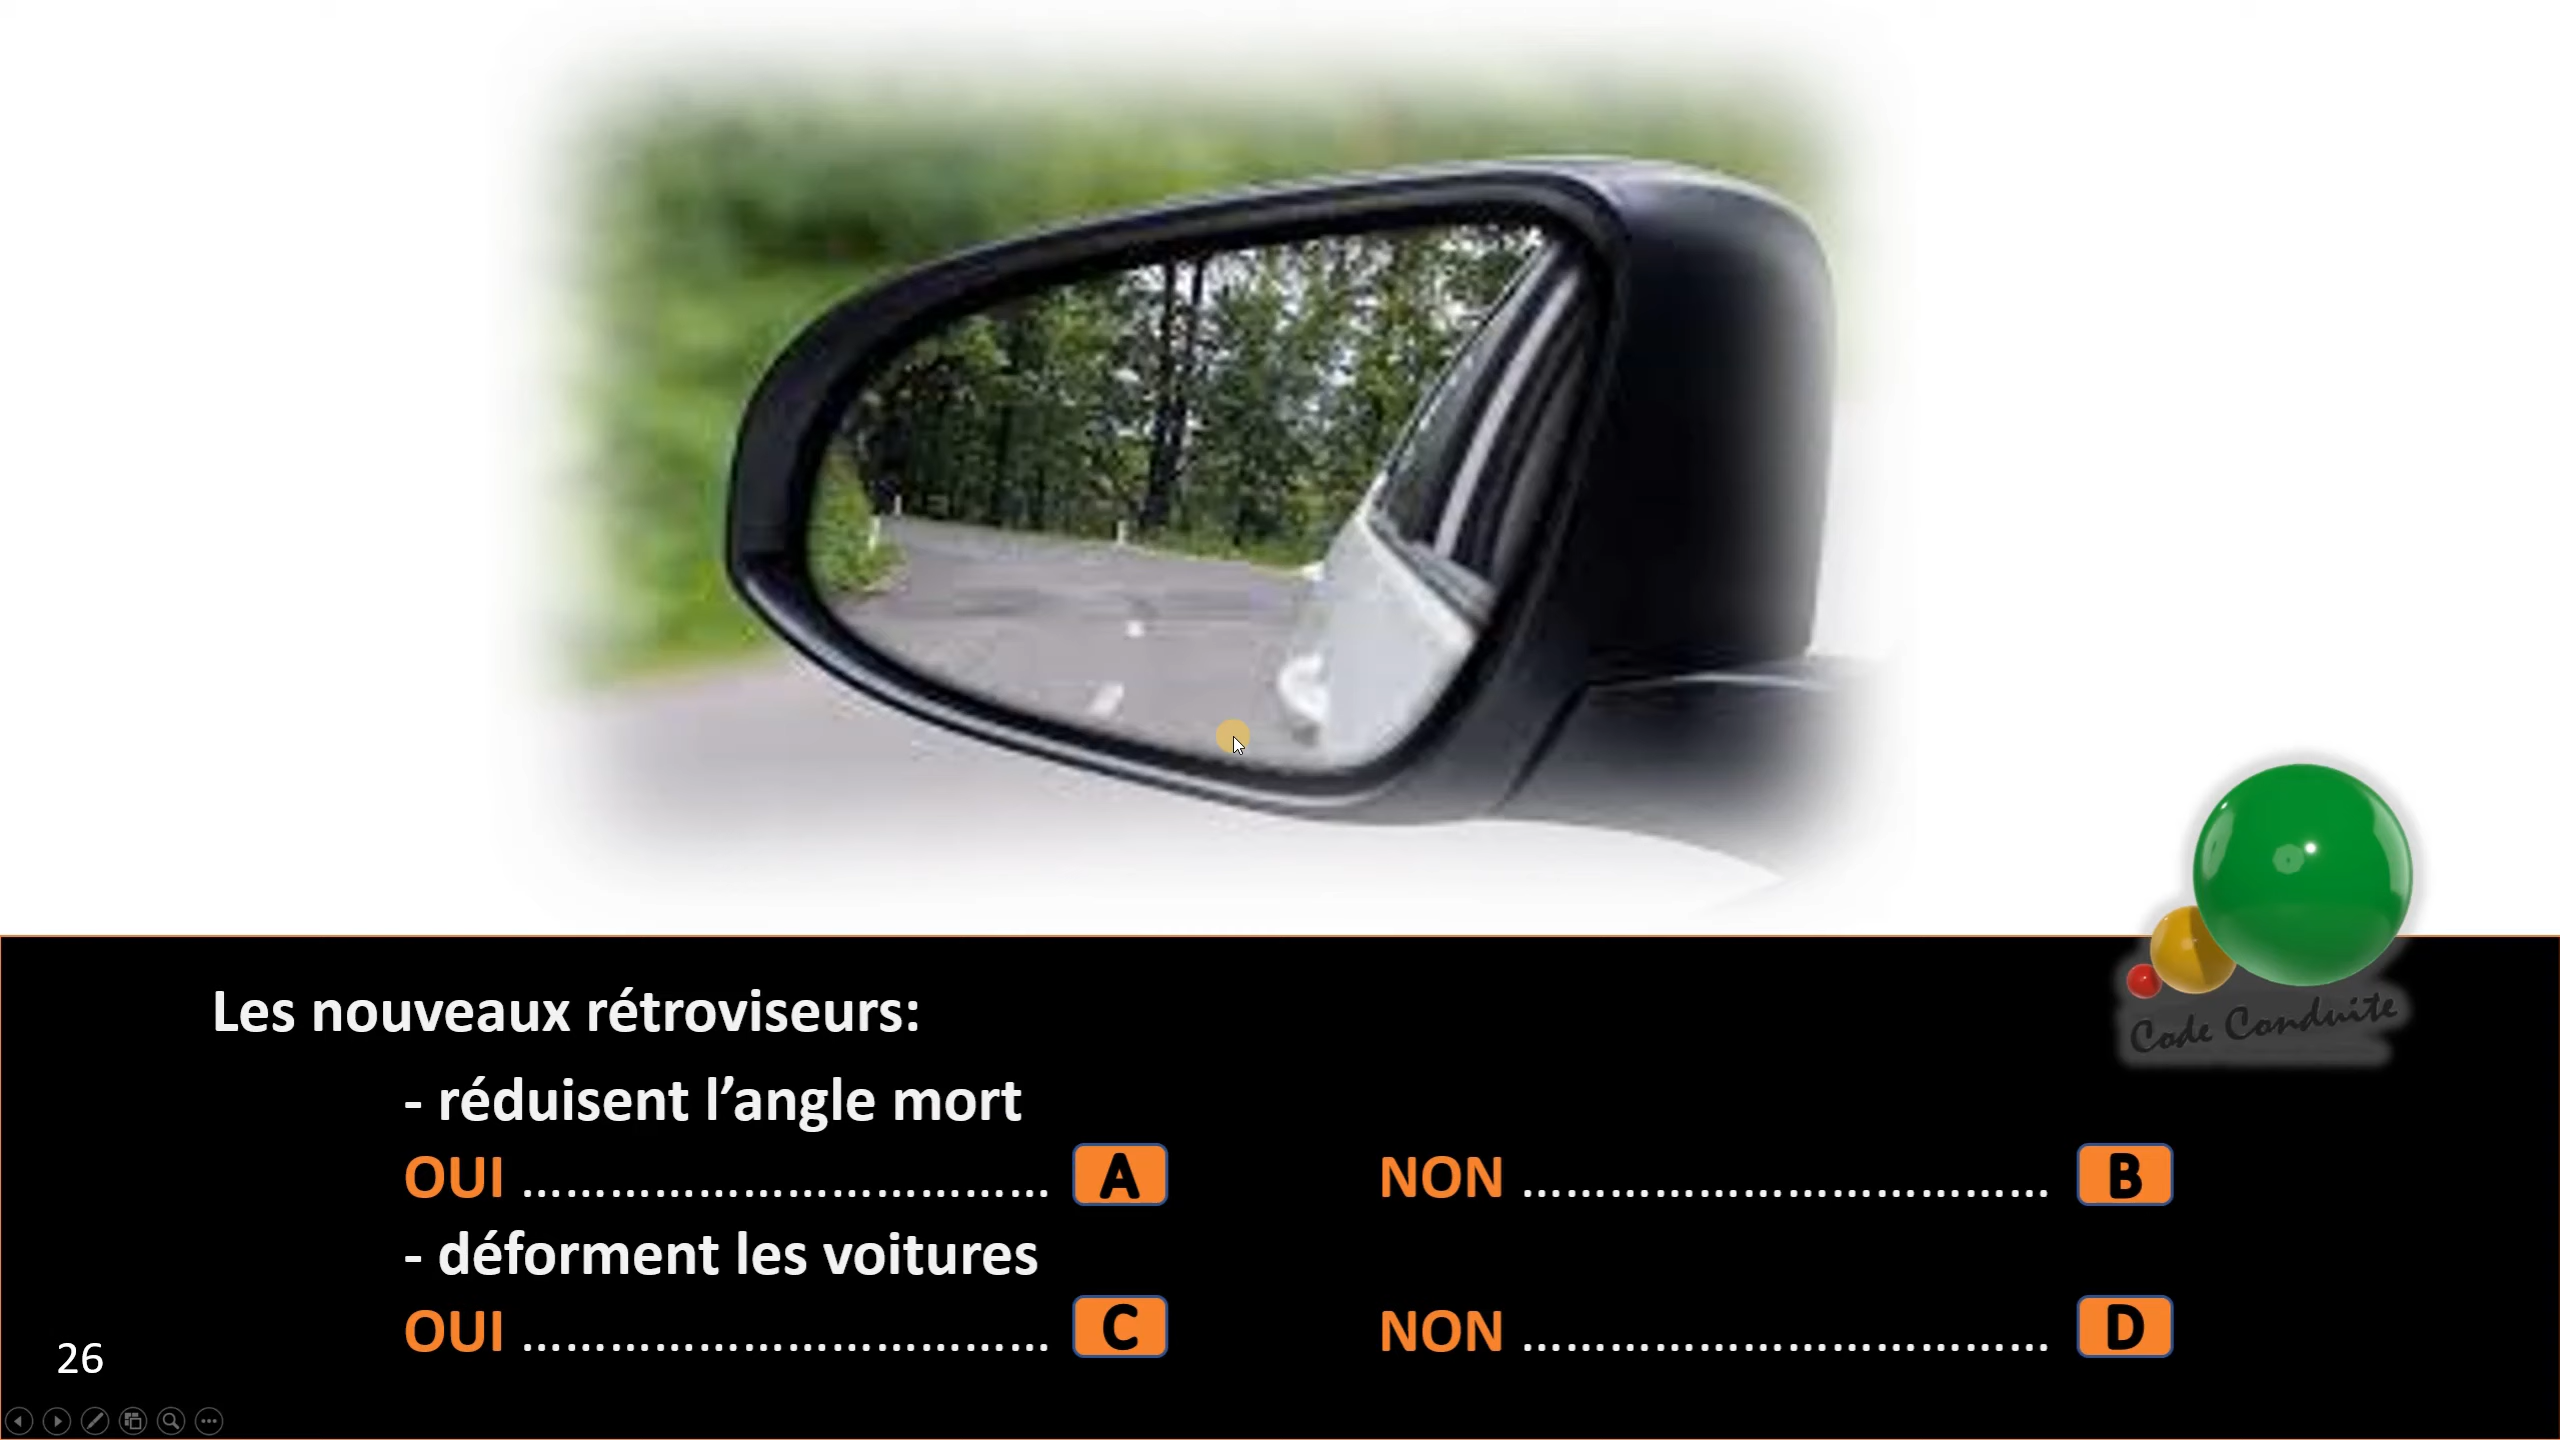 Code Conduite
Les nouveaux rétroviseurs:
- réduisent l’angle mort
OUI ....................................... A NON ....................................... B
- déforment les voitures
OUI ....................................... C NON ....................................... D
26